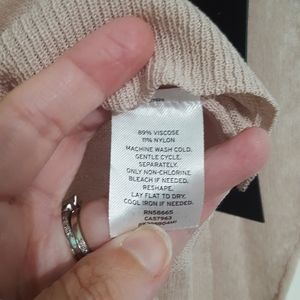 89% VISCOSE
11% NYLON
MACHINE WASH COLD.
GENTLE CYCLE.
SEPARATELY.
ONLY NON-CHLORINE
BLEACH IF NEEDED.
RESHAPE.
LAY FLAT TO DRY.
COOL IRON IF NEEDED.
RN58665
CA57963